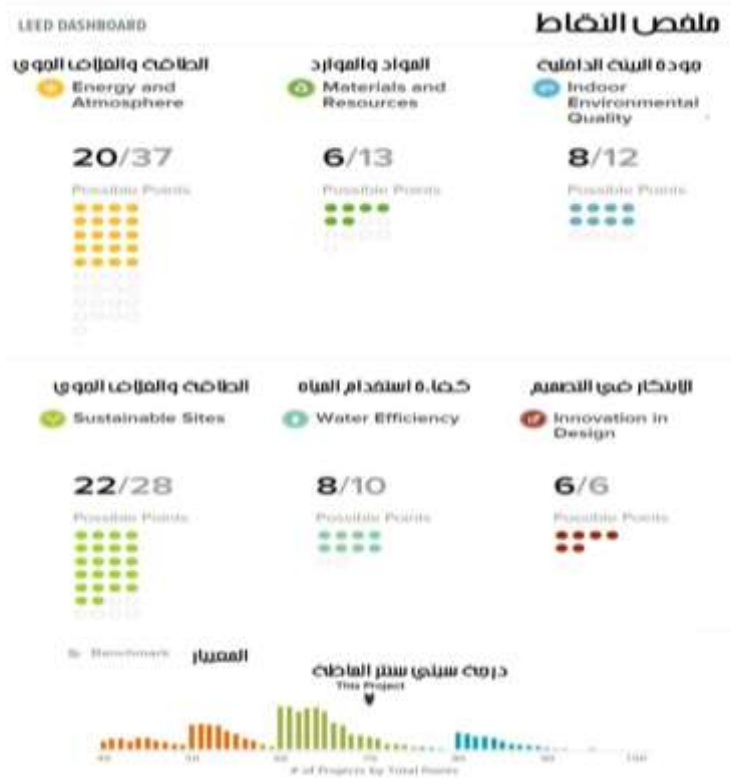 LEED DASHBOARD
ملخص النقاط
الطاقة والغلاف الجوي
Energy and
Atmosphere
20/37
Possible Points
المواد والموارد
Materials and
Resources
6/13
Possible Points
جودة البيئة الداخلية
Indoor
Environmental
Quality
8/12
Possible Points
الطاقة والغلاف الجوي
Sustainable Sites
22/28
Possible Points
كفاءة استخدام المياه
Water Efficiency
8/10
Possible Points
الابتكار في التصميم
Innovation in
Design
6/6
Possible Points
Benchmark
المعيار
درجة سيتي سنتر الماظة
This Project
40 50 60 70 80 90 100
# of Projects by Total Points